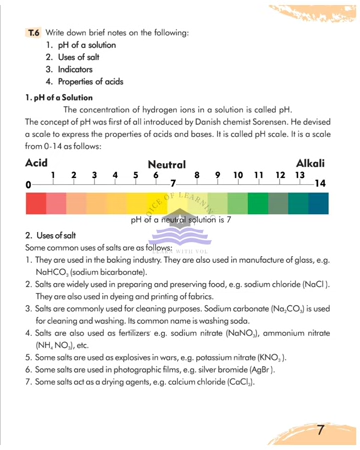 T.6 Write down brief notes on the following:
1. pH of a solution
2. Uses of salt
3. Indicators
4. Properties of acids
1. pH of a Solution
The concentration of hydrogen ions in a solution is called pH.
The concept of pH was first of all introduced by Danish chemist Sorensen. He devised
a scale to express the properties of acids and bases. It is called pH scale. It is a scale
from 0-14 as follows:
Acid Neutral Alkali
0 1 2 3 4 5 6 7 8 9 10 11 12 13 14
pH of a neutral solution is 7
2. Uses of salt
Some common uses of salts are as follows:
1. They are used in the baking industry. They are also used in manufacture of glass, e.g.
NaHCO₃ (sodium bicarbonate).
2. Salts are widely used in preparing and preserving food, e.g. sodium chloride (NaCl ).
They are also used in dyeing and printing of fabrics.
3. Salts are commonly used for cleaning purposes. Sodium carbonate (Na₂CO₃) is used
for cleaning and washing. Its common name is washing soda.
4. Salts are also used as fertilizers e.g. sodium nitrate (NaNO₃), ammonium nitrate
(NH₄ NO₃), etc.
5. Some salts are used as explosives in wars, e.g. potassium nitrate (KNO₃ ).
6. Some salts are used in photographic films, e.g. silver bromide (AgBr ).
7. Some salts act as a drying agents, e.g. calcium chloride (CaCl₂).
7